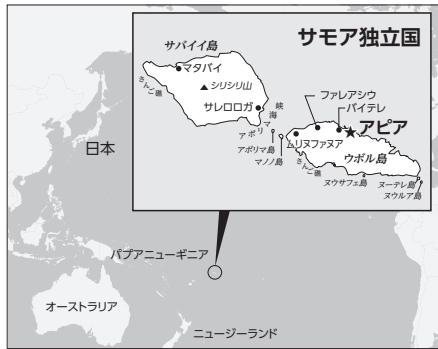 サモア独立国
サバイイ島
マタバイ
シリシリ山
サレロロガ
さんご礁
アポリマ海峡
アポリマ島
マノノ島
ファレアシウ
バイテレ
アピア
ムリファヌア
ウポル島
さんご礁
ヌウサフェ島
ヌーテレ島
ヌウルア島
日本
パプアニューギニア
オーストラリア
ニュージーランド